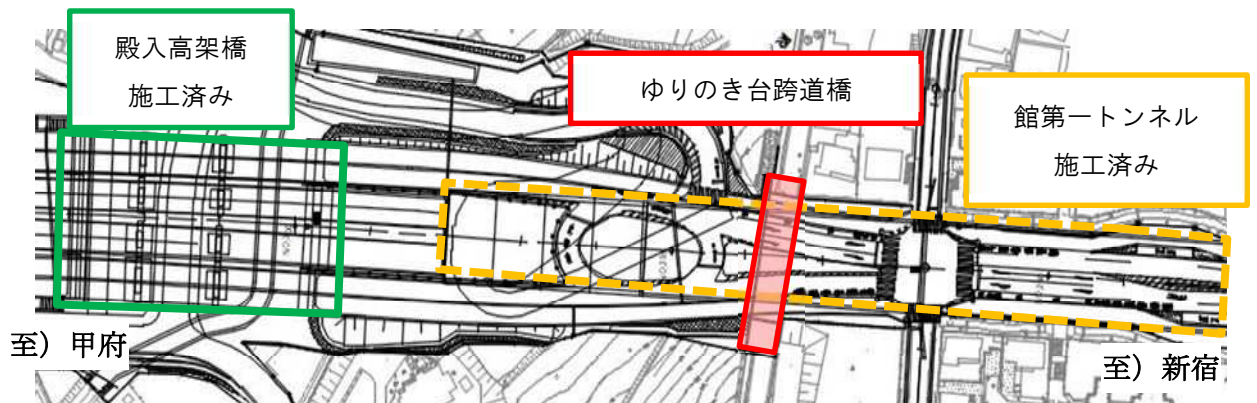 殿入高架橋
施工済み
ゆりのき台跨道橋
館第一トンネル
施工済み
至）甲府
至）新宿